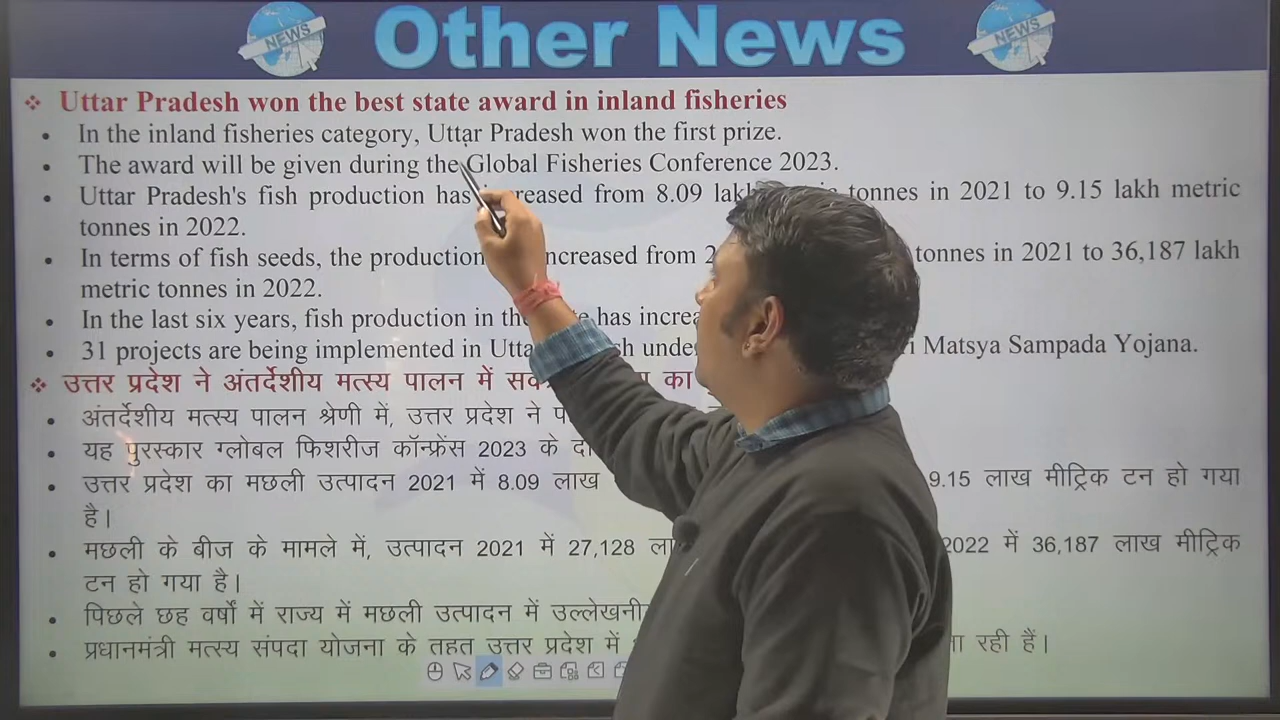 NEWS Other News NEWS
❖ Uttar Pradesh won the best state award in inland fisheries
• In the inland fisheries category, Uttar Pradesh won the first prize.
• The award will be given during the Global Fisheries Conference 2023.
• Uttar Pradesh's fish production has increased from 8.09 lakh tonnes in 2021 to 9.15 lakh metric
tonnes in 2022.
• In terms of fish seeds, the production increased from tonnes in 2021 to 36,187 lakh
metric tonnes in 2022.
• In the last six years, fish production in the has
• 31 projects are being implemented in Matsya Sampada Yojana.
❖ उत्तर प्रदेश ने अंतर्देशीय मत्स्य पालन में का
• अंतर्देशीय मत्स्य पालन श्रेणी में, उत्तर प्रदेश ने
• यह पुरस्कार ग्लोबल फिशरीज कॉन्फ्रेंस 2023 के
• उत्तर प्रदेश का मछली उत्पादन 2021 में 8.09 लाख 9.15 लाख मीट्रिक टन हो गया
है।
• मछली के बीज के मामले में, उत्पादन 2021 में 27,128 2022 में 36,187 लाख मीट्रिक
टन हो गया है।
• पिछले छह वर्षों में राज्य में मछली उत्पादन में
• प्रधानमंत्री मत्स्य संपदा योजना के तहत उत्तर प्रदेश में रही हैं।